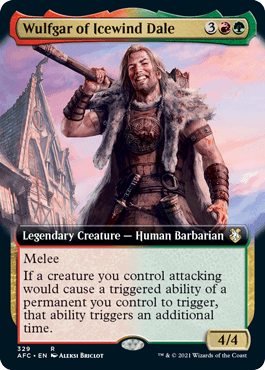 Wulfgar of Icewind Dale 3
Legendary Creature — Human Barbarian
Melee
If a creature you control attacking
would cause a triggered ability of a
permanent you control to trigger,
that ability triggers an additional
time.
4/4
329 R
AFC • EN ALEKSI BRICLOT ™ & © 2021 Wizards of the Coast